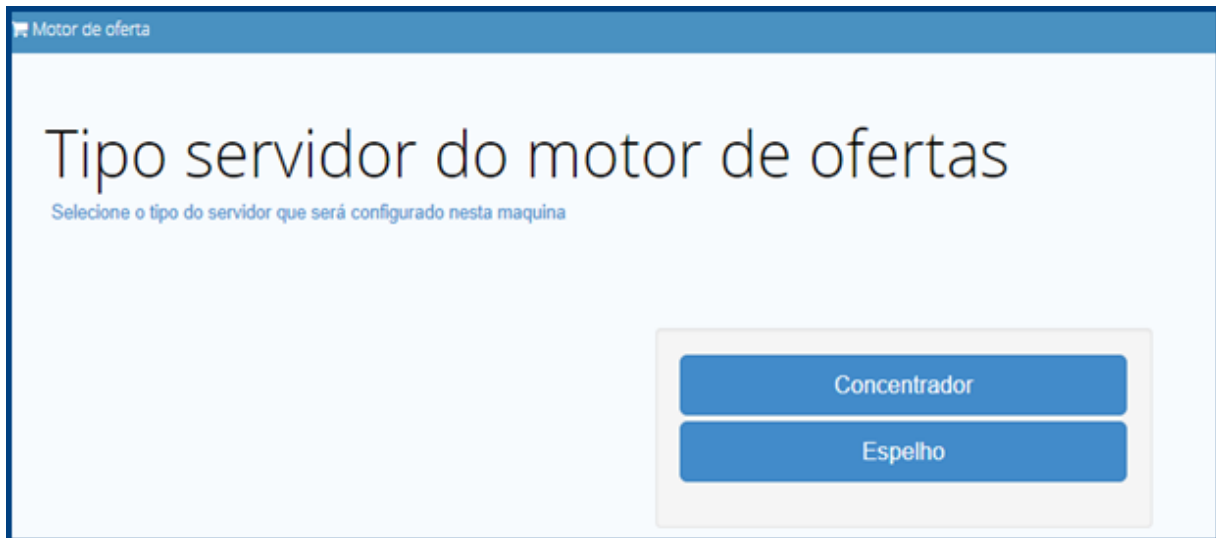 Motor de oferta
Tipo servidor do motor de ofertas
Selecione o tipo do servidor que será configurado nesta maquina
Concentrador
Espelho